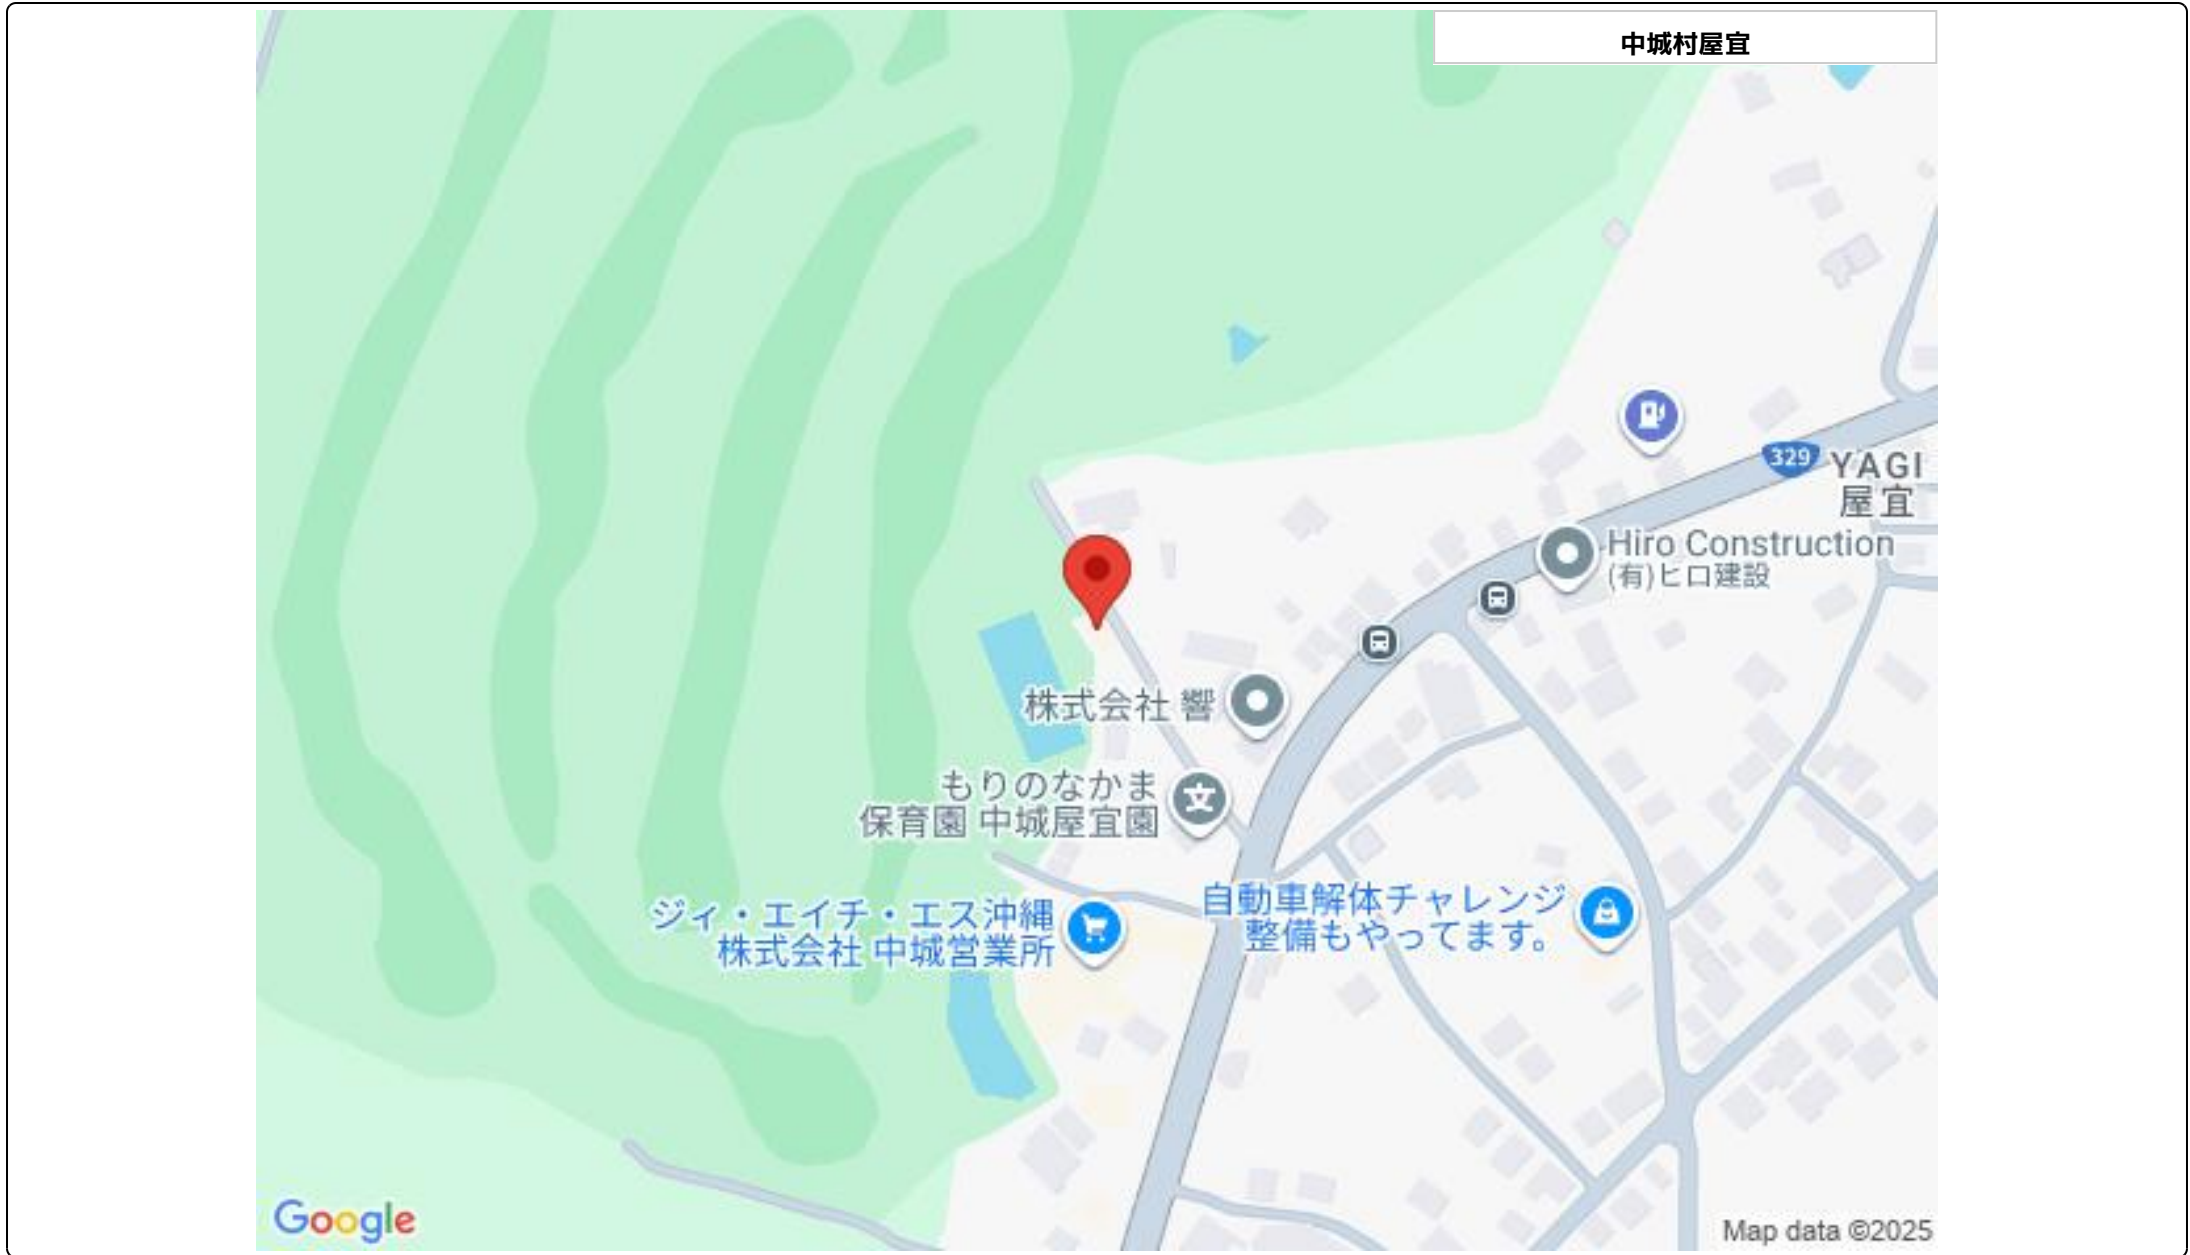 中城村屋宜
329
YAGI
屋宜
Hiro Construction
(有)ヒロ建設
株式会社 響
もりのなかま
保育園 中城屋宜園
ジィ・エイチ・エス沖縄
株式会社 中城営業所
自動車解体チャレンジ
整備もやってます。
Google
Map data ©2025